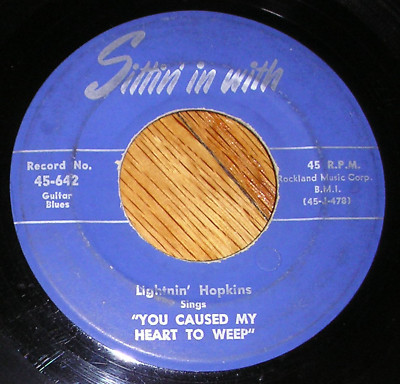 Sittin in with
Record No.
45-642
Guitar
Blues
45 R.P.M.
Rockland Music Corp.
B.M.I.
(45-J-478)
Lightnin' Hopkins
Sings
"YOU CAUSED MY
HEART TO WEEP"